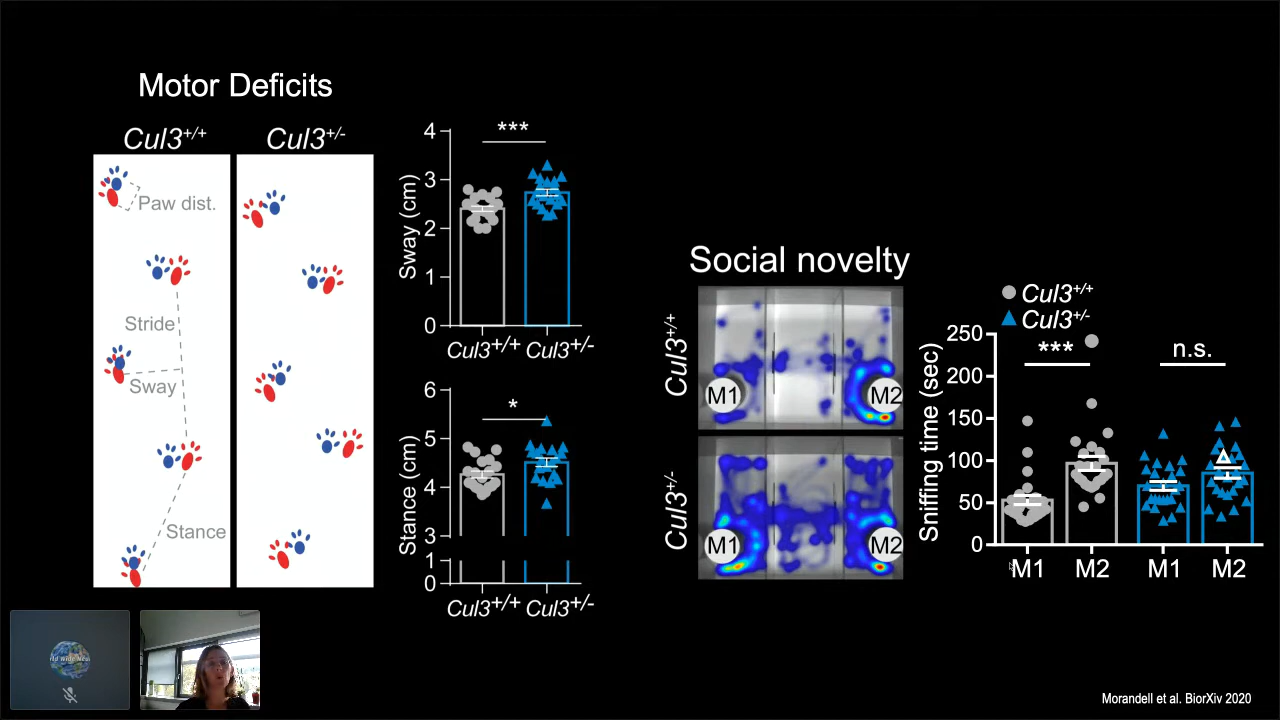 Motor Deficits
Cul3+/+
Cul3+/-
Paw dist.
Stride
Sway
Stance
***
4
3
2
1
0
Sway (cm)
Cul3+/+ Cul3+/-
*
6
5
4
3
1
0
Stance (cm)
Cul3+/+ Cul3+/-
Social novelty
Cul3+/+
M1
M2
Cul3+/-
M1
M2
Cul3+/+
Cul3+/-
250
200
150
100
50
0
Sniffing time (sec)
***
n.s.
M1 M2 M1 M2
Morandell et al. BiorXiv 2020